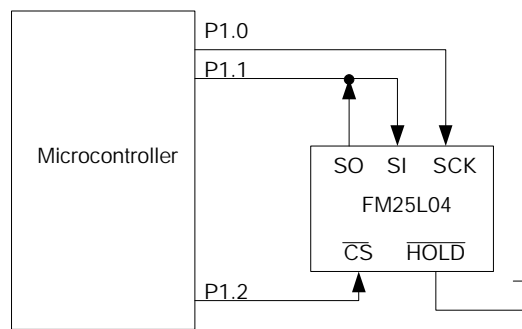 P1.0
P1.1
Microcontroller
SO SI SCK
FM25L04
CS HOLD
P1.2